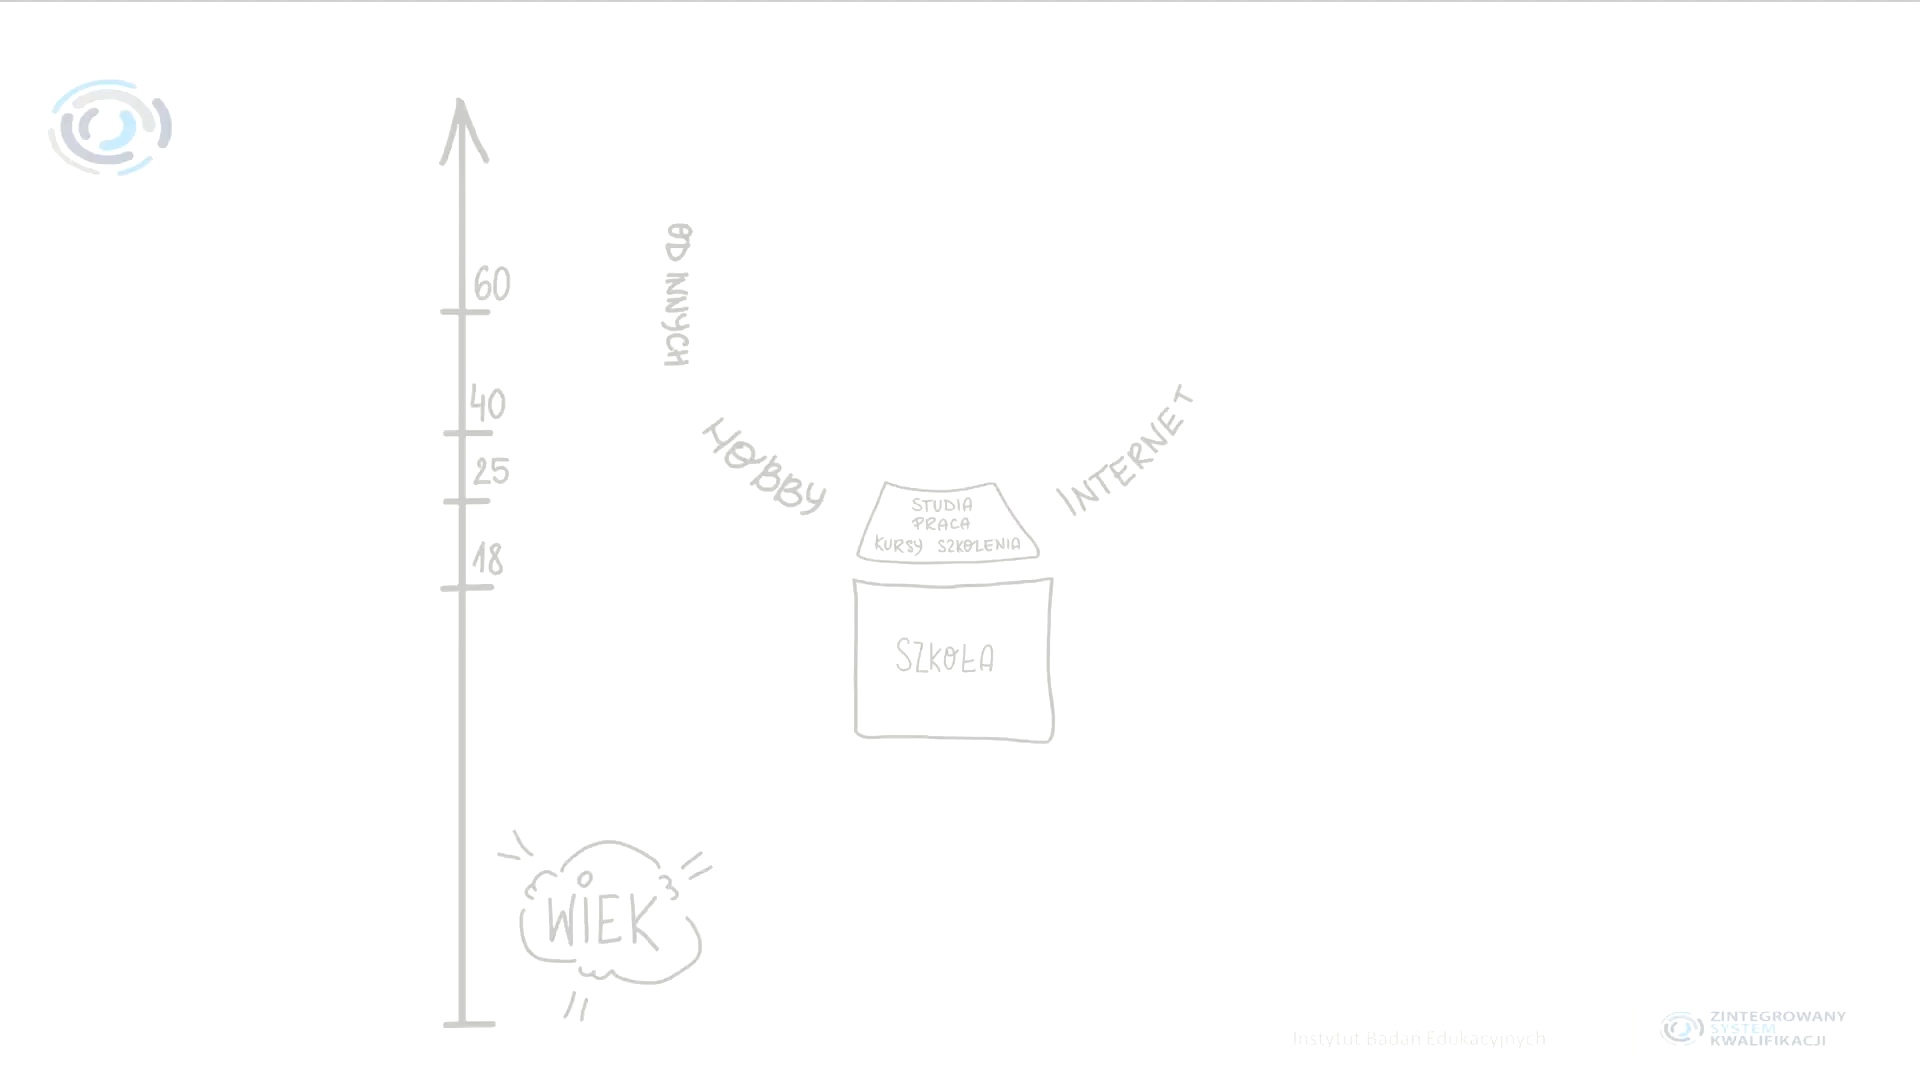 OD INNYCH
60
40
HOBBY
INTERNET
25
STUDIA
PRACA
KURSY SZKOLENIA
18
SZKOŁA
WIEK
Instytut Badań Edukacyjnych
ZINTEGROWANY
SYSTEM
KWALIFIKACJI